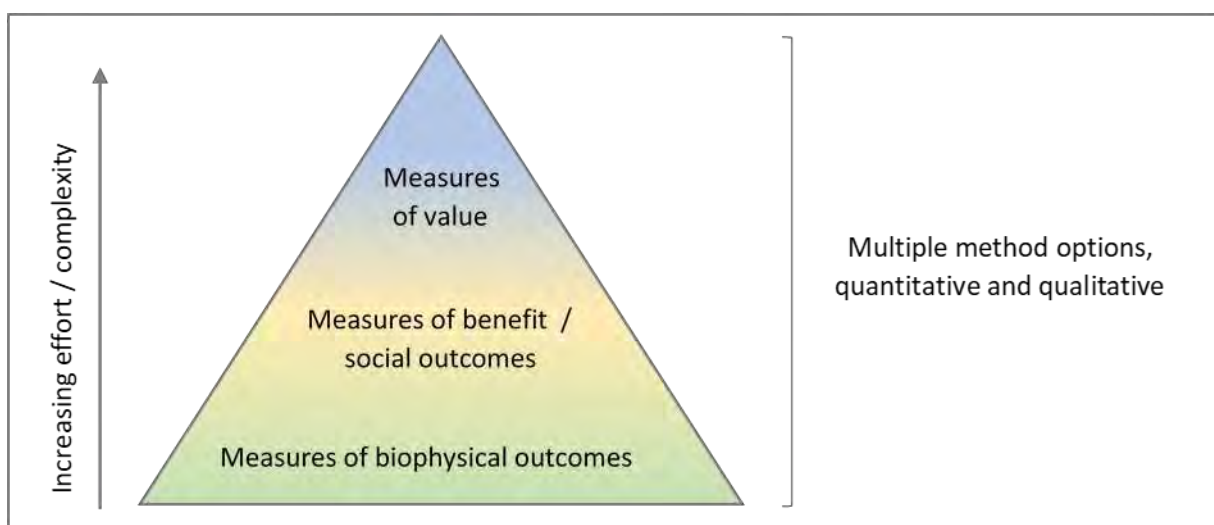 Increasing effort / complexity
Measures
of value
Measures of benefit /
social outcomes
Measures of biophysical outcomes
Multiple method options,
quantitative and qualitative